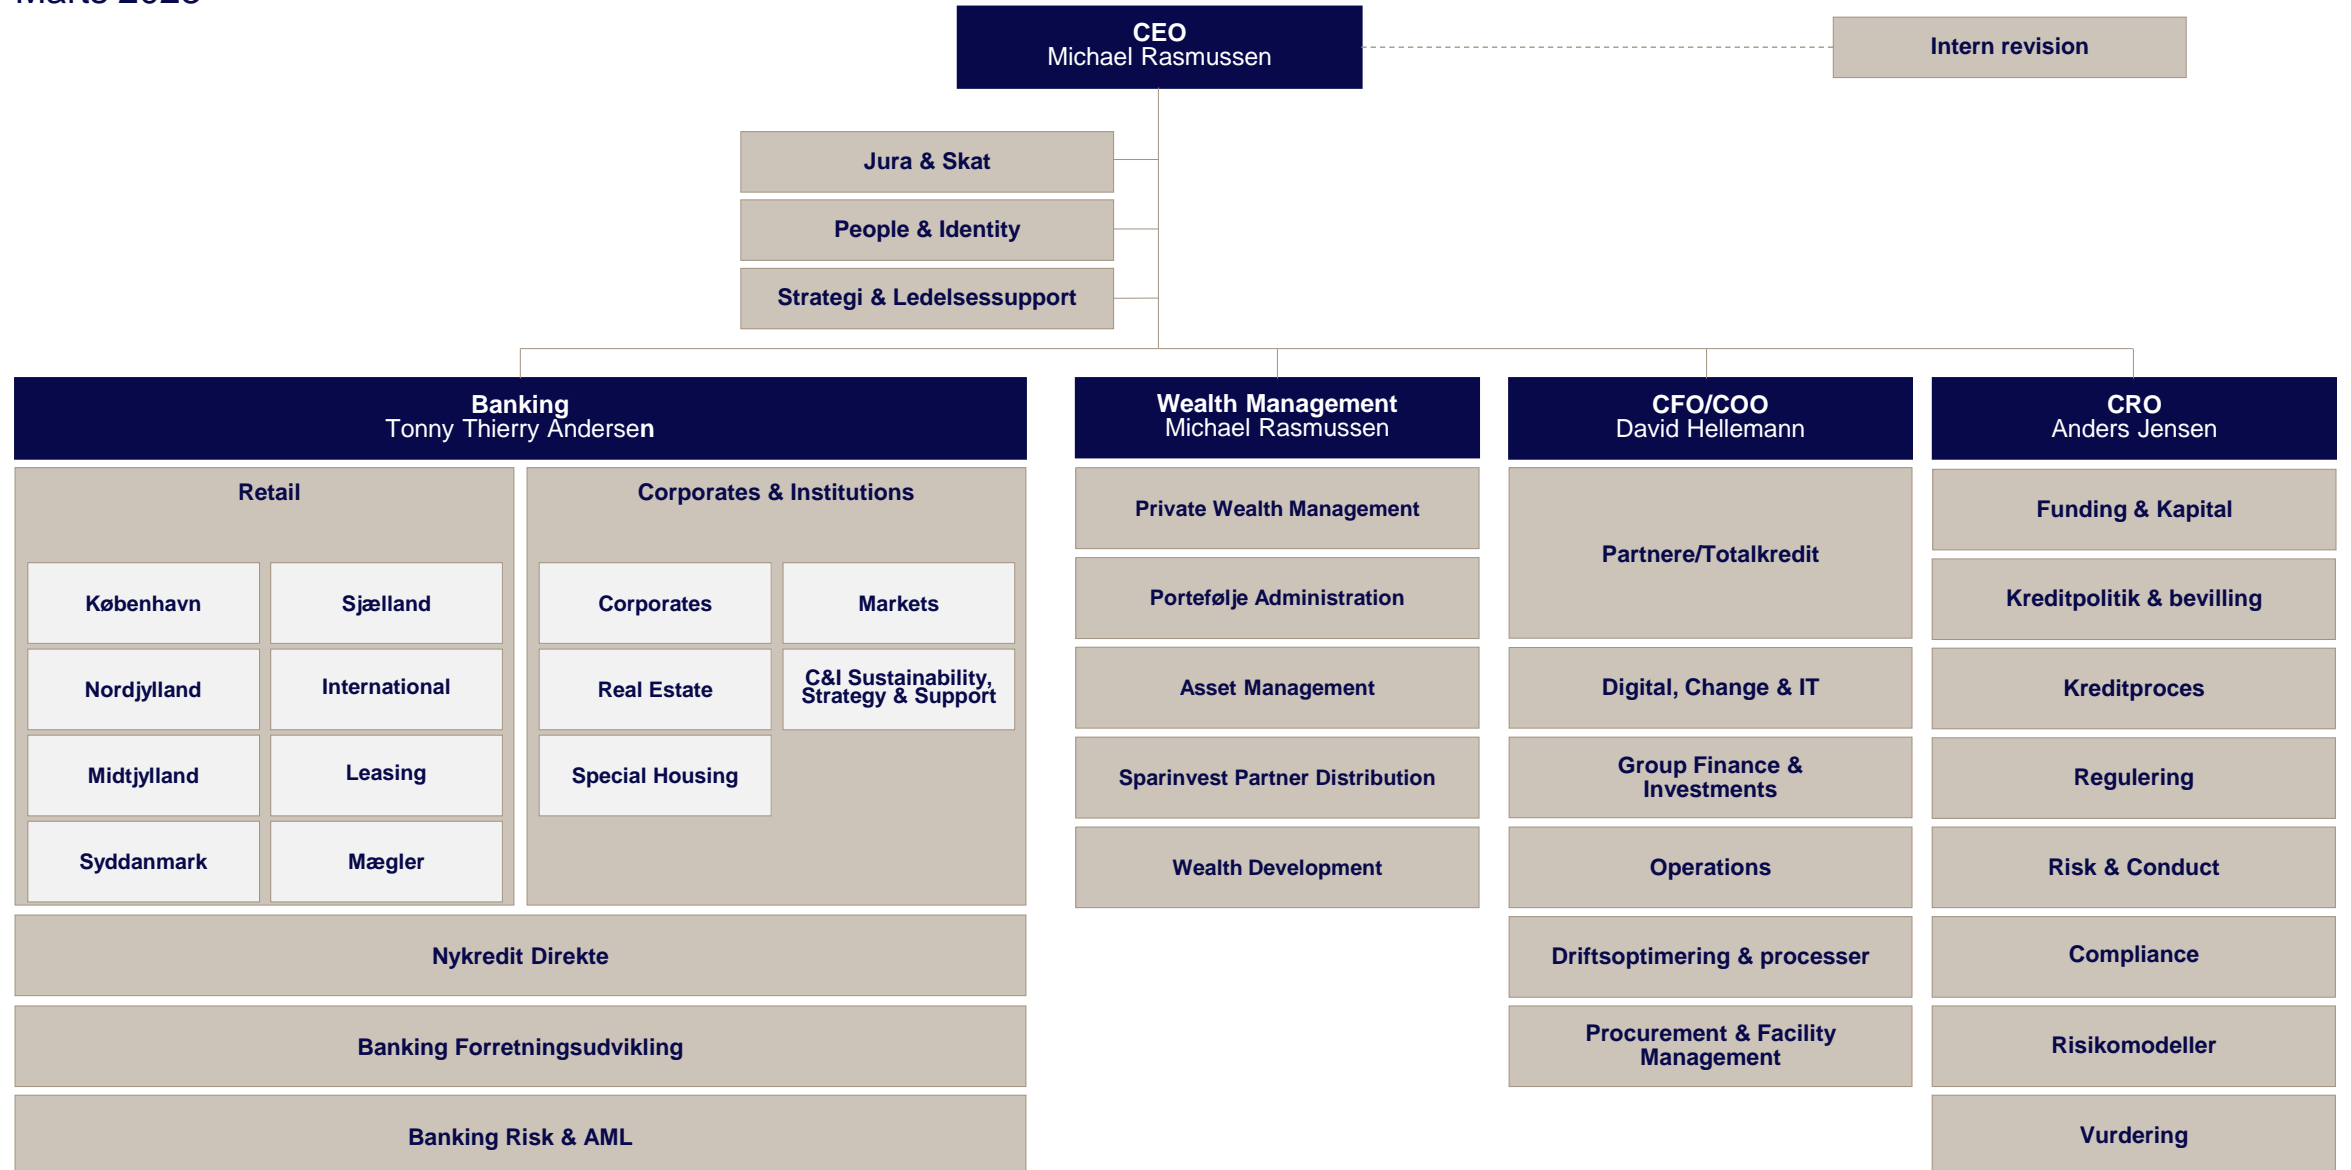 CEO
Michael Rasmussen
Intern revision
Jura & Skat
People & Identity
Strategi & Ledelsessupport
Banking
Tonny Thierry Andersen
Wealth Management
Michael Rasmussen
CFO/COO
David Hellemann
CRO
Anders Jensen
Retail
København
Sjælland
Nordjylland
International
Midtjylland
Leasing
Syddanmark
Mægler
Corporates & Institutions
Corporates
Markets
Real Estate
C&I Sustainability,
Strategy & Support
Special Housing
Nykredit Direkte
Banking Forretningsudvikling
Banking Risk & AML
Private Wealth Management
Portefølje Administration
Asset Management
Sparinvest Partner Distribution
Wealth Development
Partnere/Totalkredit
Digital, Change & IT
Group Finance &
Investments
Operations
Driftsoptimering & processer
Procurement & Facility
Management
Funding & Kapital
Kreditpolitik & bevilling
Kreditproces
Regulering
Risk & Conduct
Compliance
Risikomodeller
Vurdering